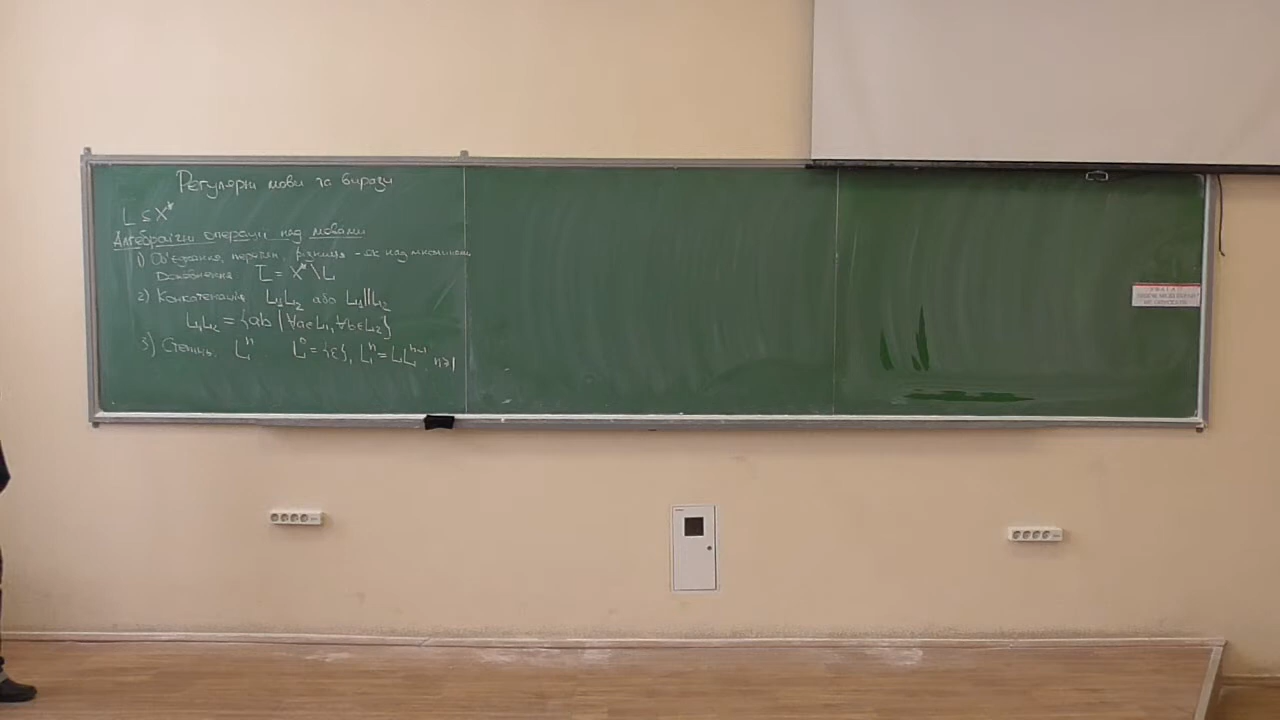 Регулярні мови та вирази
L ⊆ X*
Алгебраїчні операції над мовами
1) Об'єднання, перетин, різниця - як над множинами
Доповнення. L̅ = X* \ L
2) Конкатенація L₁L₂ або L₁||L₂
L₁L₂ = {ab | ∀a∈L₁, ∀b∈L₂}
3) Степінь. Lⁿ L⁰ = {ε}, Lⁿ = LLⁿ⁻¹, n≥1